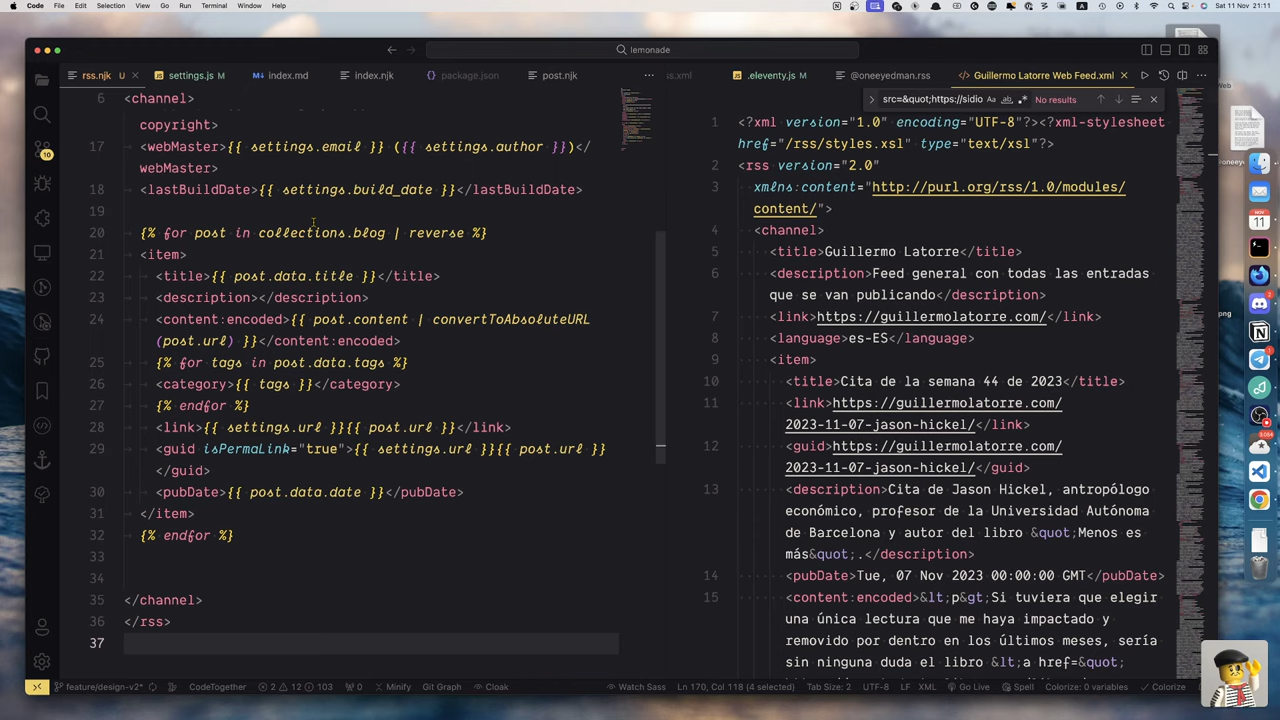 Code File Edit Selection View Go Run Terminal Window Help
Sat 11 Nov 21:11
lemonade
rss.njk U
settings.js M
index.md
index.njk
package.json
post.njk
.eleventy.js M
@oneeyedman.rss
Guillermo Latorre Web Feed.xml
src=&quot;https://sidio
No results
6 <channel>
copyright>
17 <webMaster>{{ settings.email }} ({{ settings.author }})</
webMaster>
18 <lastBuildDate>{{ settings.build_date }}</lastBuildDate>
19
20 {% for post in collections.blog | reverse %}
21 <item>
22 <title>{{ post.data.title }}</title>
23 <description></description>
24 <content:encoded>{{ post.content | convertToAbsoluteURL
(post.url) }}</content:encoded>
25 {% for tags in post.data.tags %}
26 <category>{{ tags }}</category>
27 {% endfor %}
28 <link>{{ settings.url }}{{ post.url }}</link>
29 <guid isPermaLink="true">{{ settings.url }}{{ post.url }}
</guid>
30 <pubDate>{{ post.data.date }}</pubDate>
31 </item>
32 {% endfor %}
33
34
35 </channel>
36 </rss>
37
<?xml version="1.0" encoding="UTF-8"?><?xml-stylesheet
href="/rss/styles.xsl" type="text/xsl"?>
2 <rss version="2.0"
3 xmlns:content="http://purl.org/rss/1.0/modules/
content/">
4 <channel>
5 <title>Guillermo Latorre</title>
6 <description>Feed general con todas las entradas
que se van publicando</description>
7 <link>https://guillermolatorre.com/</link>
8 <language>es-ES</language>
9 <item>
10 <title>Cita de la semana 44 de 2023</title>
11 <link>https://guillermolatorre.com/
2023-11-07-jason-hickel/</link>
12 <guid>https://guillermolatorre.com/
2023-11-07-jason-hickel/</guid>
13 <description>Cita de Jason Hickel, antropólogo
económico, profesor de la Universidad Autónoma
de Barcelona y autor del libro &quot;Menos es
más&quot;.</description>
14 <pubDate>Tue, 07 Nov 2023 00:00:00 GMT</pubDate>
15 <content:encoded>&lt;p&gt;Si tuviera que elegir
una única lectura que me haya impactado y
removido por dentro en los últimos meses sería
sin ninguna duda el libro &lt;a href=&quot;
feature/design-v2*
CodeTogether
2 12 103
0
Minify
Git Graph
Cloak
Watch Sass
Ln 170, Col 118 (4 selected)
Tab Size: 2
UTF-8
LF
XML
Go Live
Spell
Colorize: 0 variables
Colorize